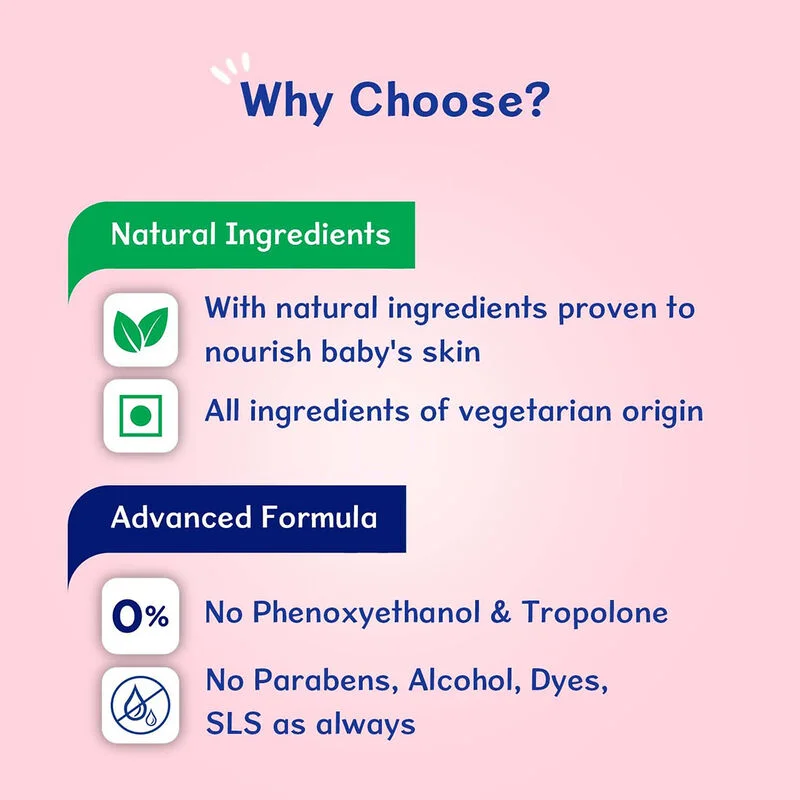 Why Choose?
Natural Ingredients
With natural ingredients proven to
nourish baby's skin
All ingredients of vegetarian origin
Advanced Formula
0%
No Phenoxyethanol & Tropolone
No Parabens, Alcohol, Dyes,
SLS as always